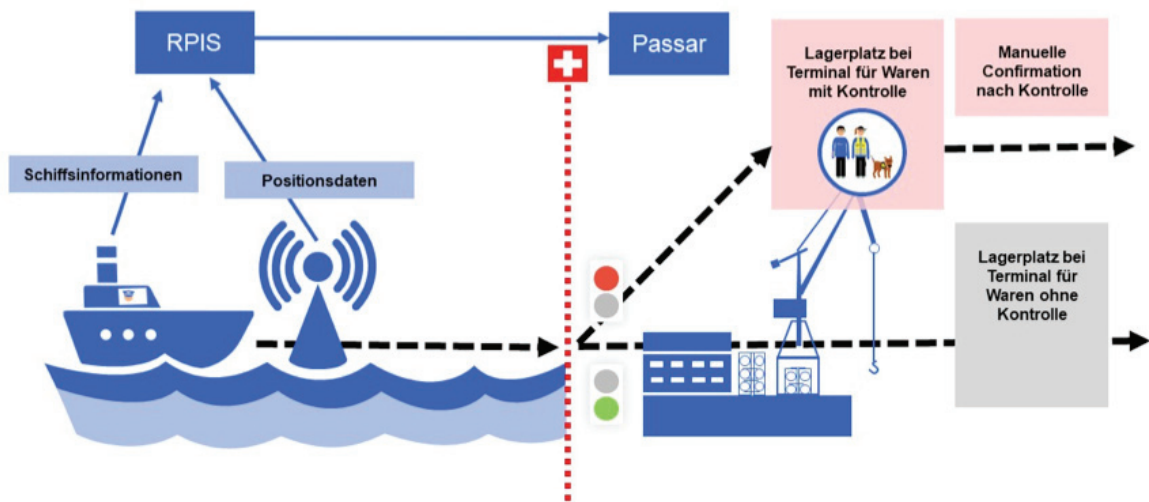 RPIS
Passar
Lagerplatz bei
Terminal für Waren
mit Kontrolle
Manuelle
Confirmation
nach Kontrolle
Schiffsinformationen
Positionsdaten
Lagerplatz bei
Terminal für
Waren ohne
Kontrolle